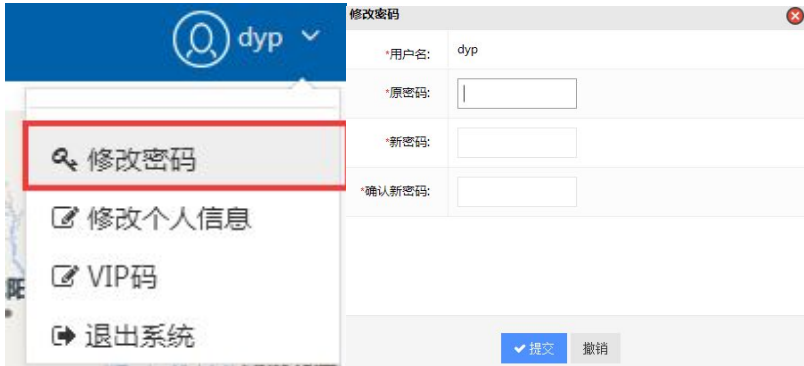 dyp
修改密码
修改个人信息
VIP码
退出系统
阳
修改密码
*用户名: dyp
*原密码:
*新密码:
*确认新密码:
提交 撤销